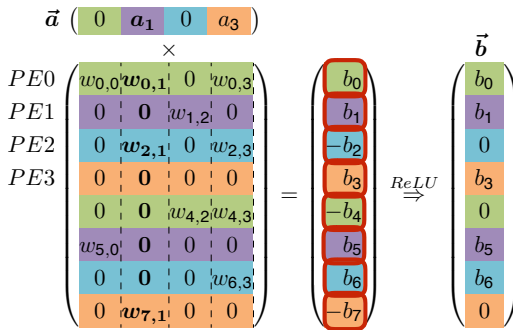 a⃗ ( 0 a₁ 0 a₃ )
× b⃗
PE0 ( w₀,₀ w₀,₁ 0 w₀,₃ ) ( b₀ ) ( b₀ )
PE1 0 0 w₁,₂ 0 b₁ b₁
PE2 0 w₂,₁ 0 w₂,₃ −b₂ 0
PE3 0 0 0 0 b₃ b₃
0 0 w₄,₂ w₄,₃ = −b₄ ReLU ⇒ 0
w₅,₀ 0 0 0 b₅ b₅
0 0 0 w₆,₃ b₆ b₆
0 w₇,₁ 0 0 −b₇ 0